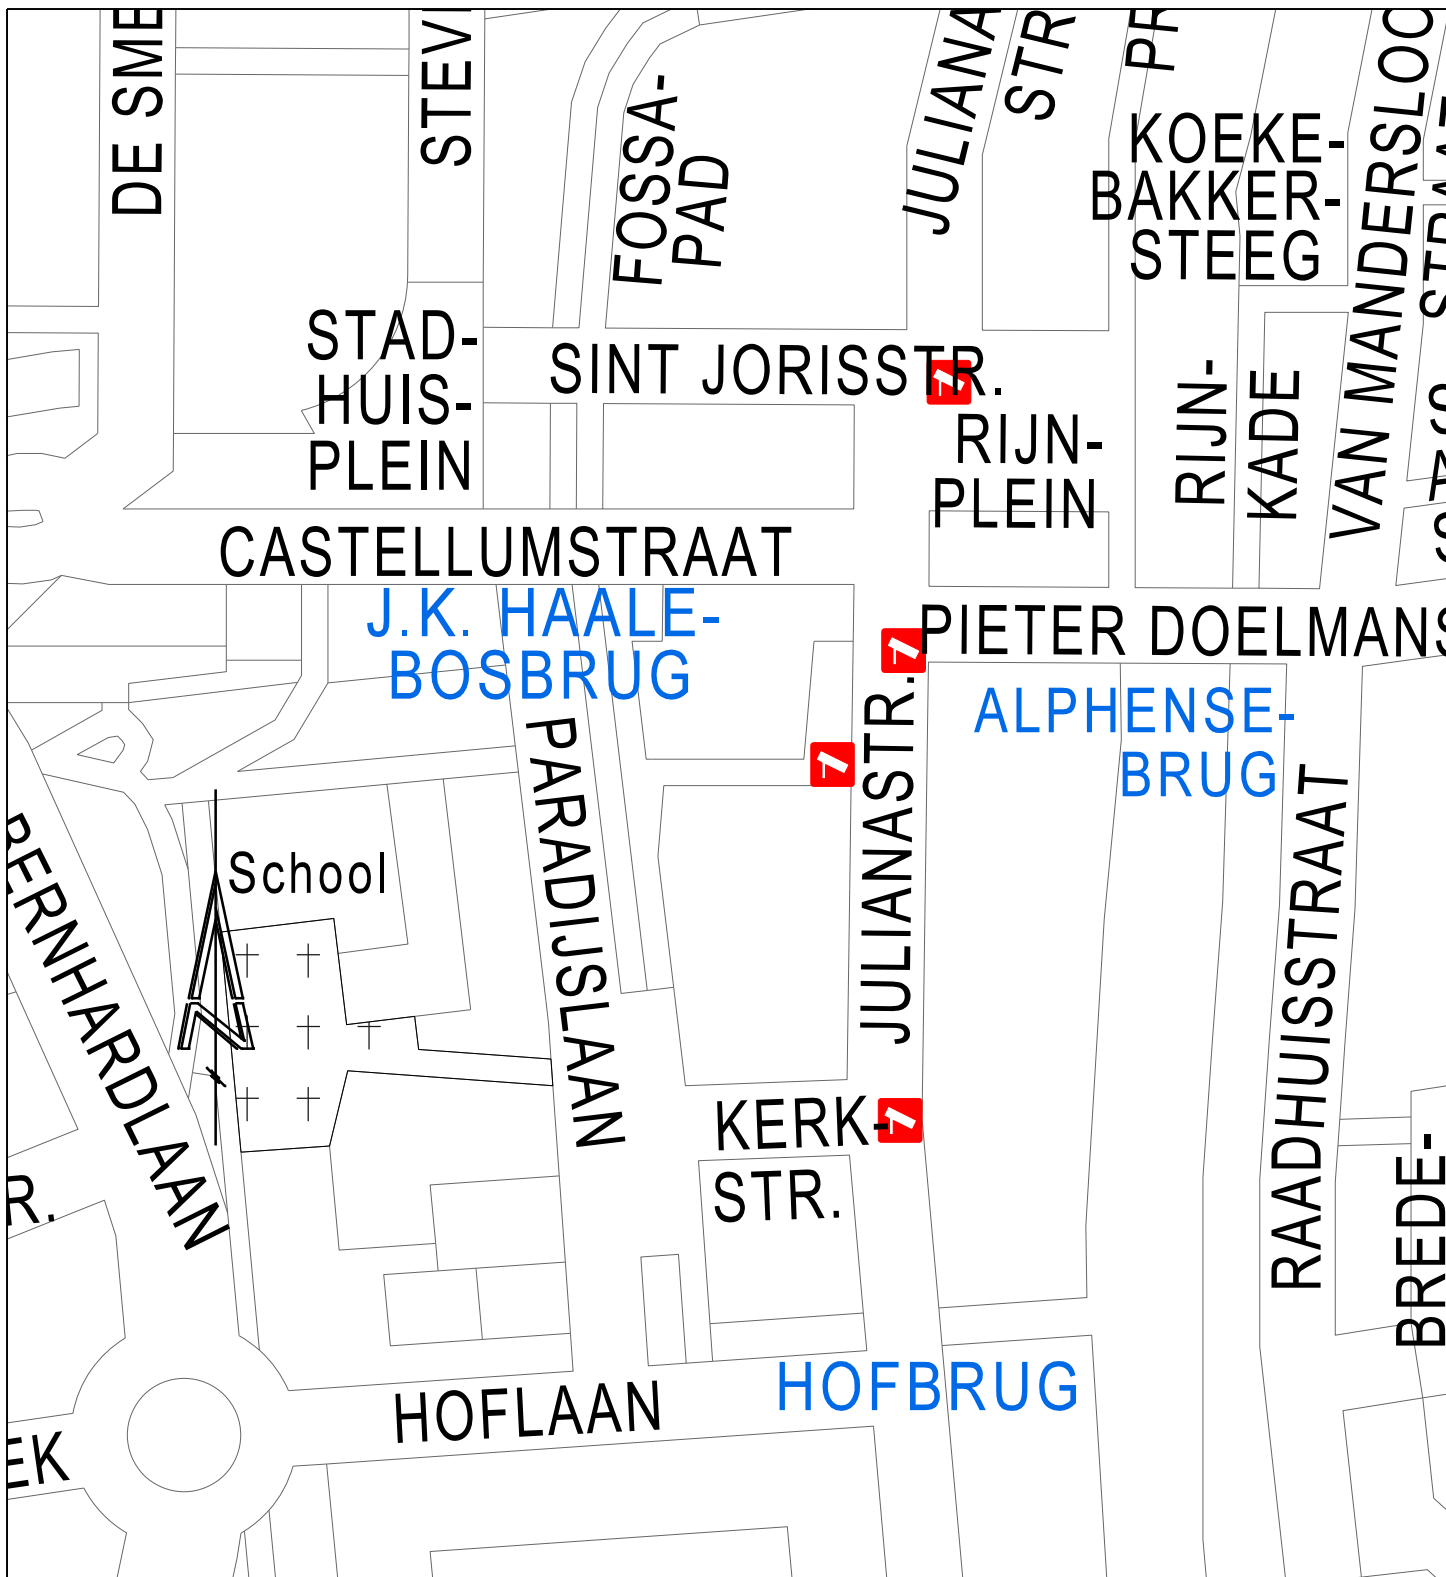 DE SME
STEV
FOSSA-
PAD
JULIANA
STR
PR
KOEKE-
BAKKER-
STEEG
VAN MANDERSLOO
STRAAT
STAD-
HUIS-
PLEIN
SINT JORISSTR.
RIJN-
PLEIN
RIJN-
KADE
CASTELLUMSTRAAT
J.K. HAALE-
BOSBRUG
PIETER DOELMANS
ALPHENSE-
BRUG
PARADIJSLAAN
JULIANASTR.
RAADHUISSTRAAT
BERNHARDLAAN
School
KERK-
STR.
R.
BREDE-
HOFLAAN
HOFBRUG
EK